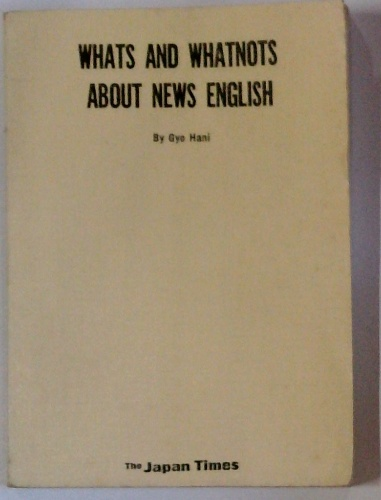 WHATS AND WHATNOTS
ABOUT NEWS ENGLISH
By Gyo Hani
The Japan Times